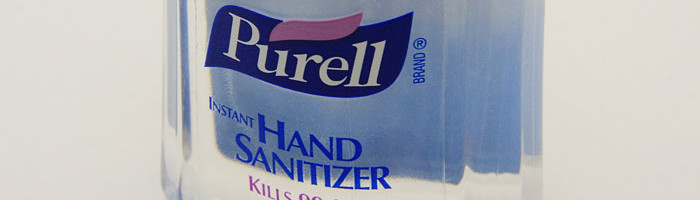 Purell
BRAND ®
INSTANT HAND
SANITIZER
KILLS